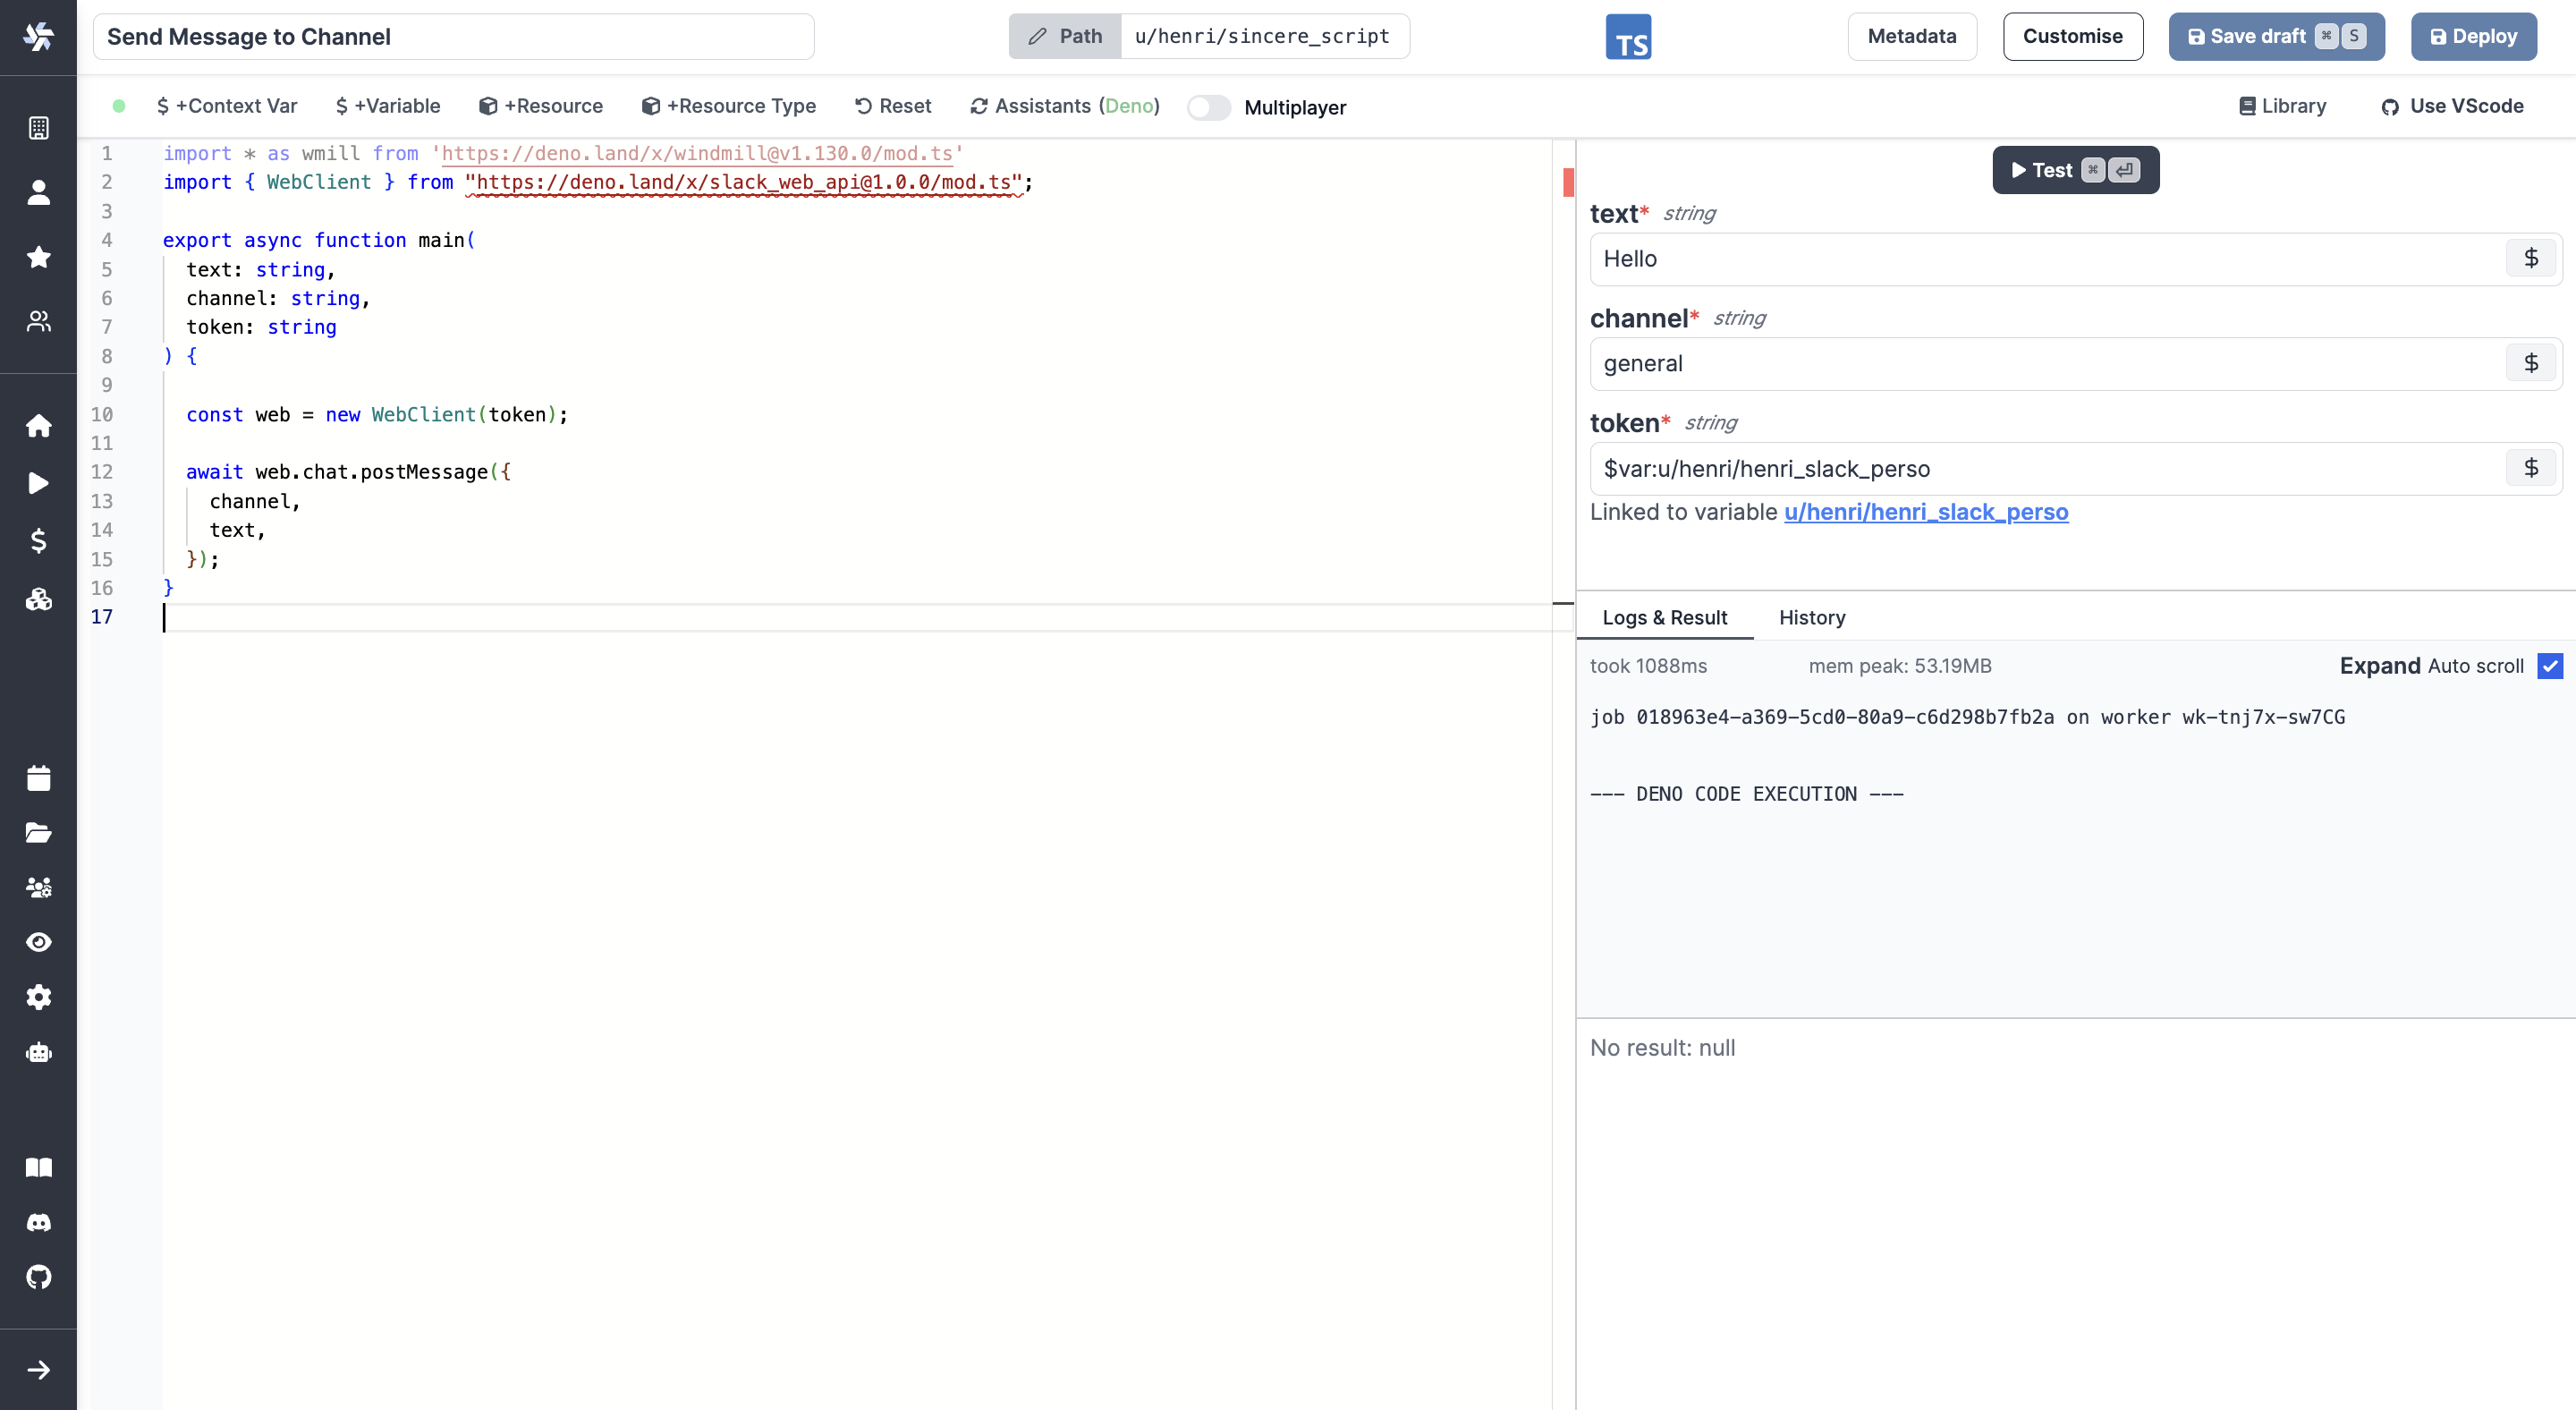 Send Message to Channel
Path u/henri/sincere_script
TS
Metadata
Customise
Save draft ⌘ S
Deploy
$ +Context Var
$ +Variable
+Resource
+Resource Type
Reset
Assistants (Deno)
Multiplayer
Library
Use VScode
1 import * as wmill from 'https://deno.land/x/windmill@v1.130.0/mod.ts'
2 import { WebClient } from "https://deno.land/x/slack_web_api@1.0.0/mod.ts";
3
4 export async function main(
5 text: string,
6 channel: string,
7 token: string
8 ) {
9
10 const web = new WebClient(token);
11
12 await web.chat.postMessage({
13 channel,
14 text,
15 });
16 }
17
Test ⌘ ⏎
text* string
Hello $
channel* string
general $
token* string
$var:u/henri/henri_slack_perso $
Linked to variable u/henri/henri_slack_perso
Logs & Result History
took 1088ms mem peak: 53.19MB Expand Auto scroll
job 018963e4-a369-5cd0-80a9-c6d298b7fb2a on worker wk-tnj7x-sw7CG
--- DENO CODE EXECUTION ---
No result: null